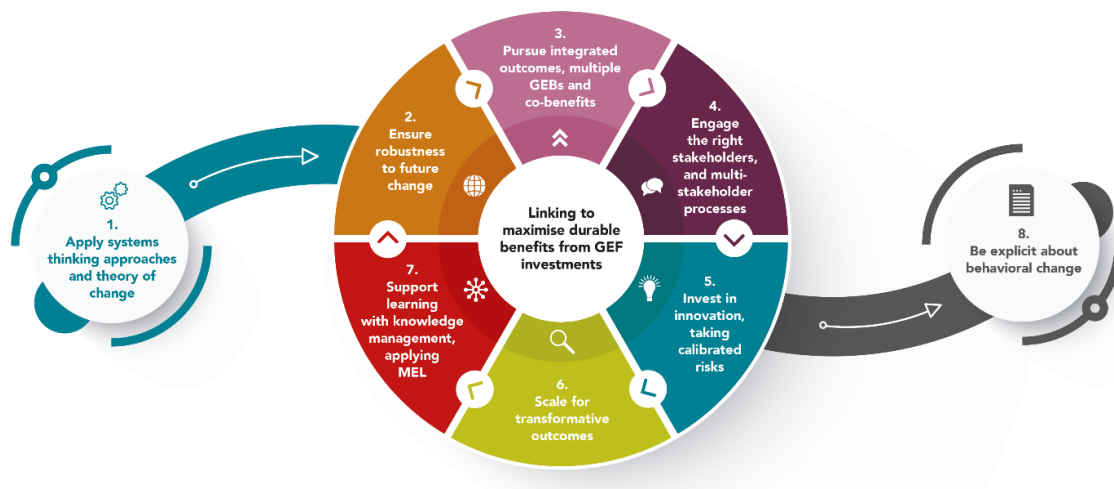 1.
Apply systems
thinking approaches
and theory of
change
2.
Ensure
robustness
to future
change
3.
Pursue integrated
outcomes, multiple
GEBs and
co-benefits
4.
Engage
the right
stakeholders,
and multi-
stakeholder
processes
5.
Invest in
innovation,
taking
calibrated
risks
6.
Scale for
transformative
outcomes
7.
Support
learning
with knowledge
management,
applying
MEL
Linking to
maximise durable
benefits from GEF
investments
8.
Be explicit about
behavioral change